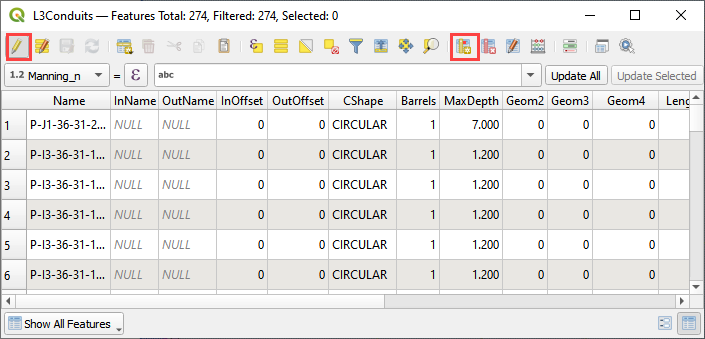 L3Conduits — Features Total: 274, Filtered: 274, Selected: 0
1.2 Manning_n = ε abc Update All Update Selected
Name InName OutName InOffset OutOffset CShape Barrels MaxDepth Geom2 Geom3 Geom4 Leng
1 P-J1-36-31-2... NULL NULL 0 0 CIRCULAR 1 7.000 0 0 0
2 P-I3-36-31-1... NULL NULL 0 0 CIRCULAR 1 1.200 0 0 0
3 P-I3-36-31-1... NULL NULL 0 0 CIRCULAR 1 1.200 0 0 0
4 P-I3-36-31-1... NULL NULL 0 0 CIRCULAR 1 1.200 0 0 0
5 P-I3-36-31-1... NULL NULL 0 0 CIRCULAR 1 1.200 0 0 0
6 P-I3-36-31-1... NULL NULL 0 0 CIRCULAR 1 1.200 0 0 0
Show All Features